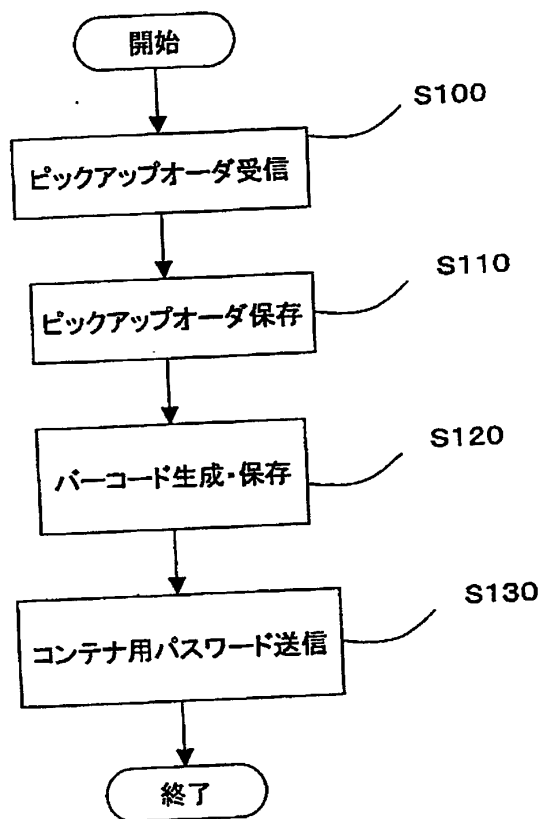 開始
S100
ピックアップオーダ受信
S110
ピックアップオーダ保存
S120
バーコード生成・保存
S130
コンテナ用パスワード送信
終了